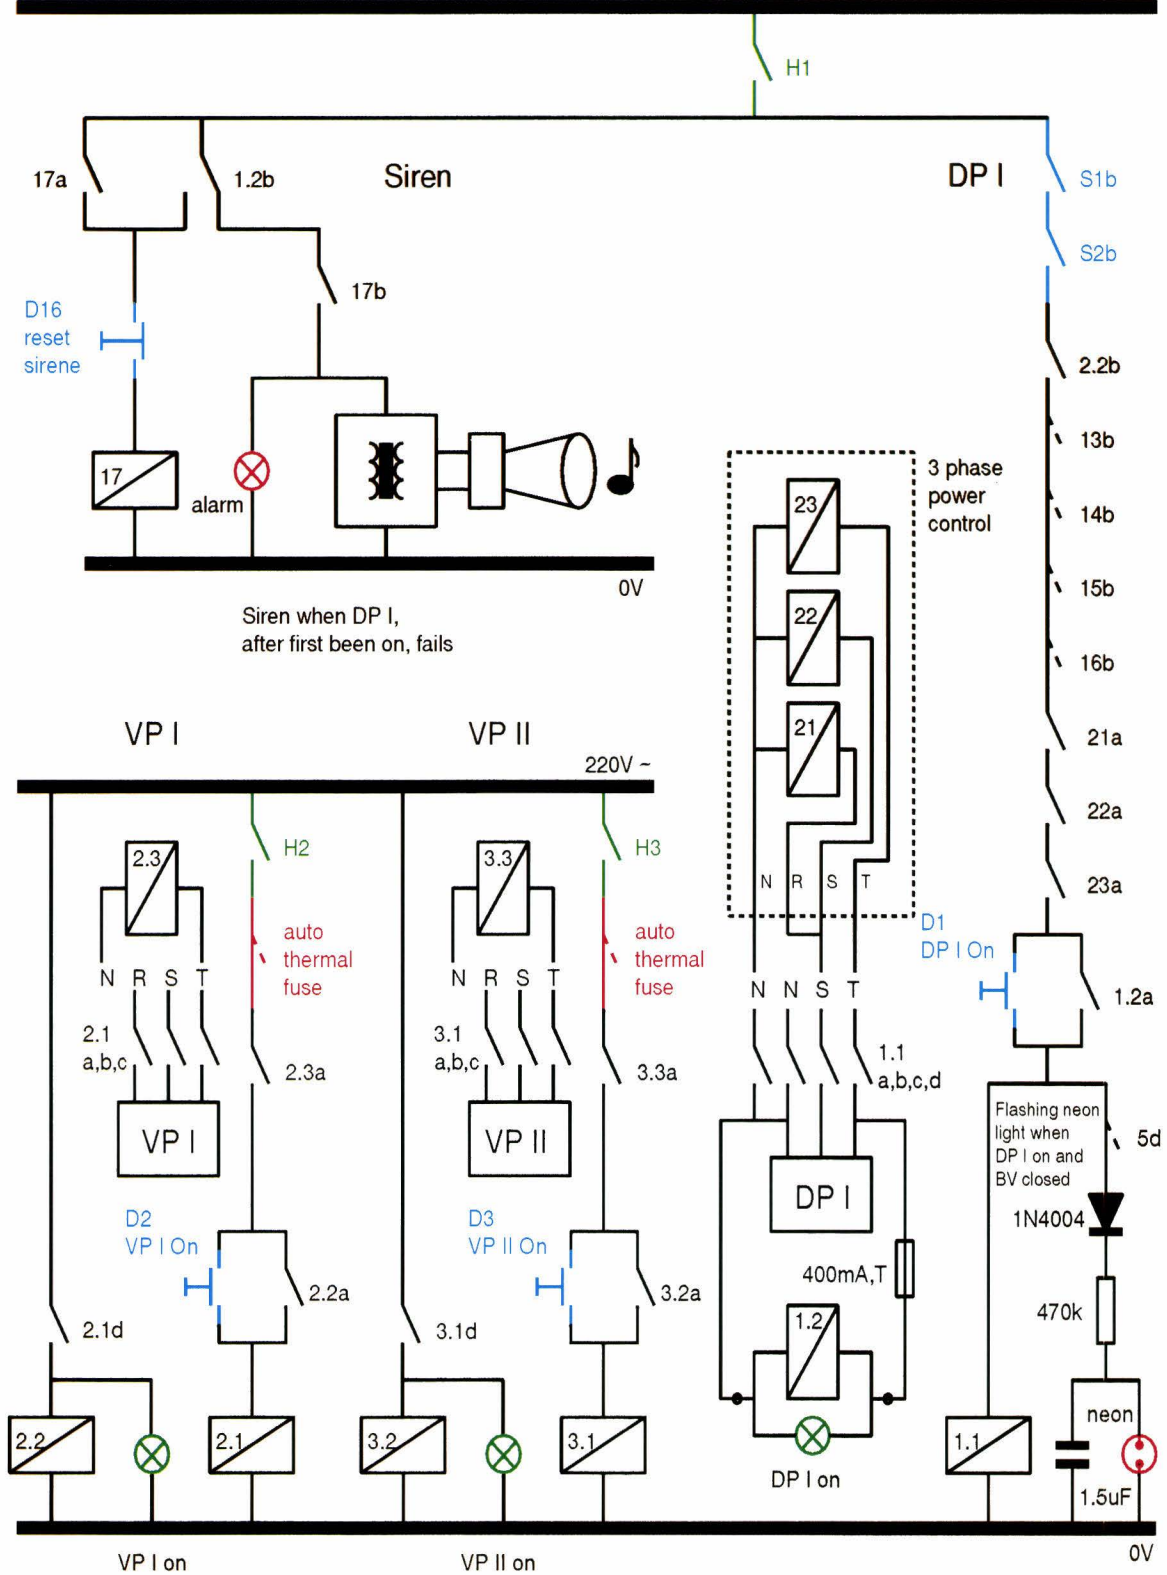 H1
17a
1.2b
Siren
DP I
S1b
S2b
17b
D16
reset
sirene
2.2b
13b
17
alarm
3 phase
power
control
23
14b
0V
15b
Siren when DP I,
after first been on, fails
22
16b
VP I
VP II
21
21a
220V ~
22a
2.3
H2
3.3
H3
N
R
S
T
23a
auto
thermal
fuse
auto
thermal
fuse
D1
DP I On
N R S T
N R S T
N N S T
1.2a
2.1
a,b,c
2.3a
3.1
a,b,c
3.3a
1.1
a,b,c,d
VP I
VP II
Flashing neon
light when
DP I on and
BV closed
5d
DP I
1N4004
D2
VP I On
D3
VP II On
400mA,T
2.2a
3.2a
470k
2.1d
3.1d
1.2
2.2
2.1
3.2
3.1
1.1
neon
DP I on
1.5uF
VP I on
VP II on
0V